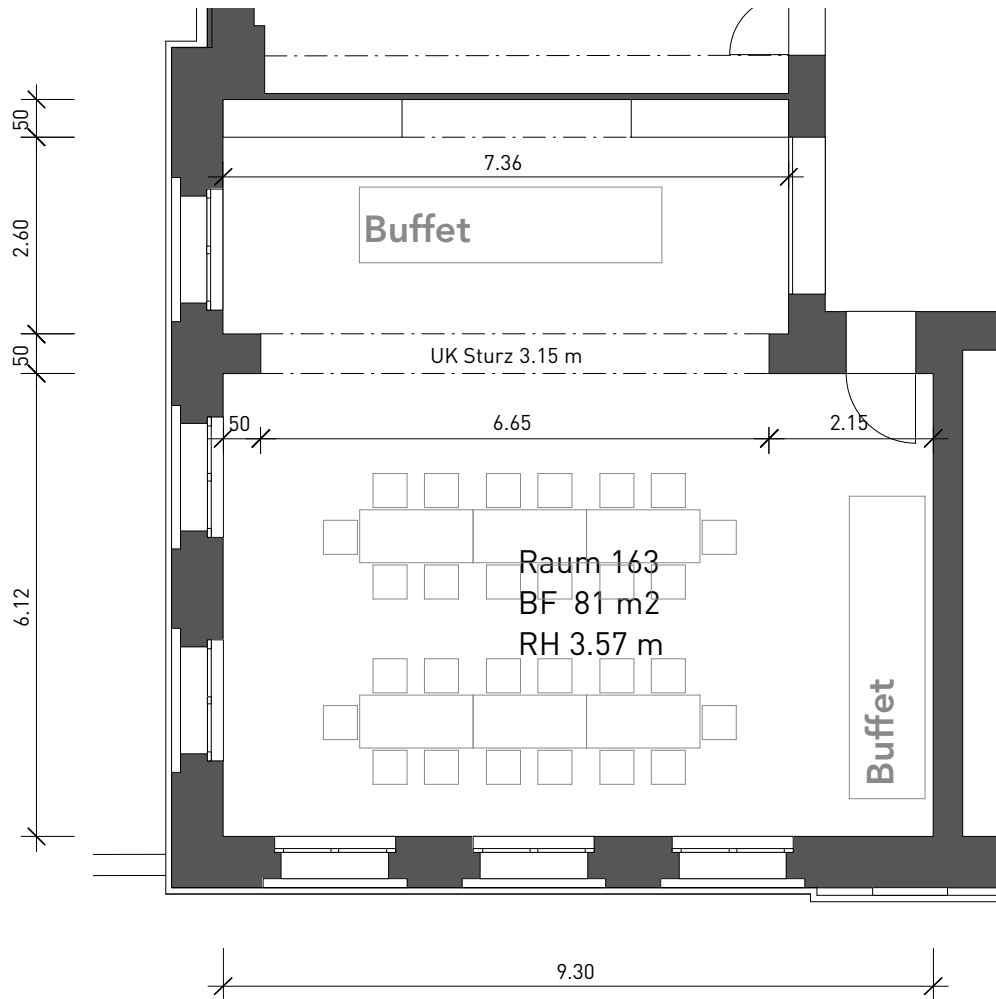 50
7.36
2.60
Buffet
50
UK Sturz 3.15 m
50
6.65
2.15
Raum 163
BF 81 m2
RH 3.57 m
6.12
Buffet
9.30